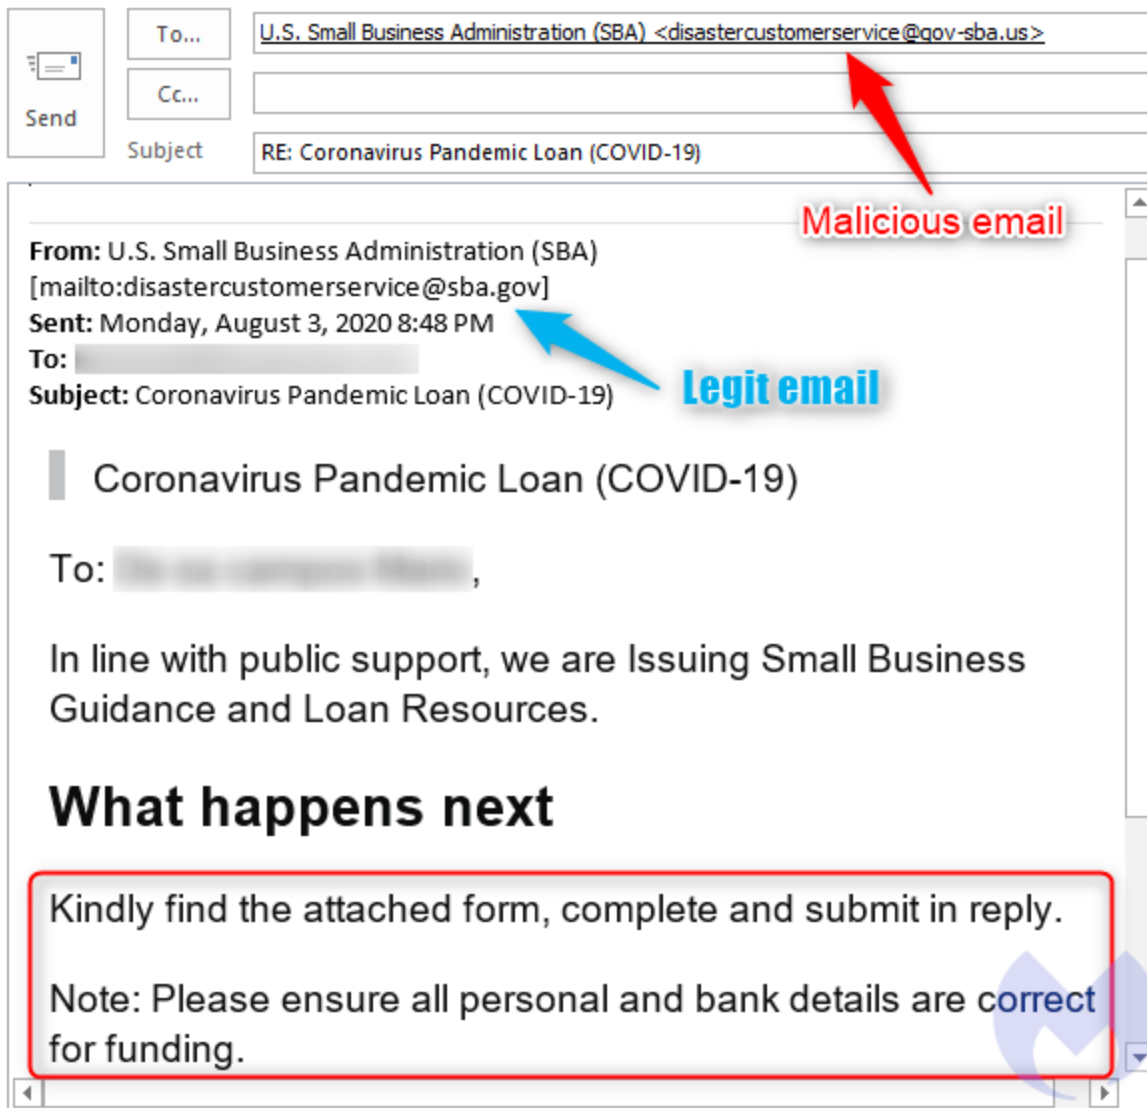 To...
U.S. Small Business Administration (SBA) <disastercustomerservice@gov-sba.us>
Cc...
Send
Subject
RE: Coronavirus Pandemic Loan (COVID-19)
Malicious email
From: U.S. Small Business Administration (SBA)
[mailto:disastercustomerservice@sba.gov]
Sent: Monday, August 3, 2020 8:48 PM
To:
Legit email
Subject: Coronavirus Pandemic Loan (COVID-19)
Coronavirus Pandemic Loan (COVID-19)
To: ,
In line with public support, we are Issuing Small Business
Guidance and Loan Resources.
What happens next
Kindly find the attached form, complete and submit in reply.
Note: Please ensure all personal and bank details are correct
for funding.